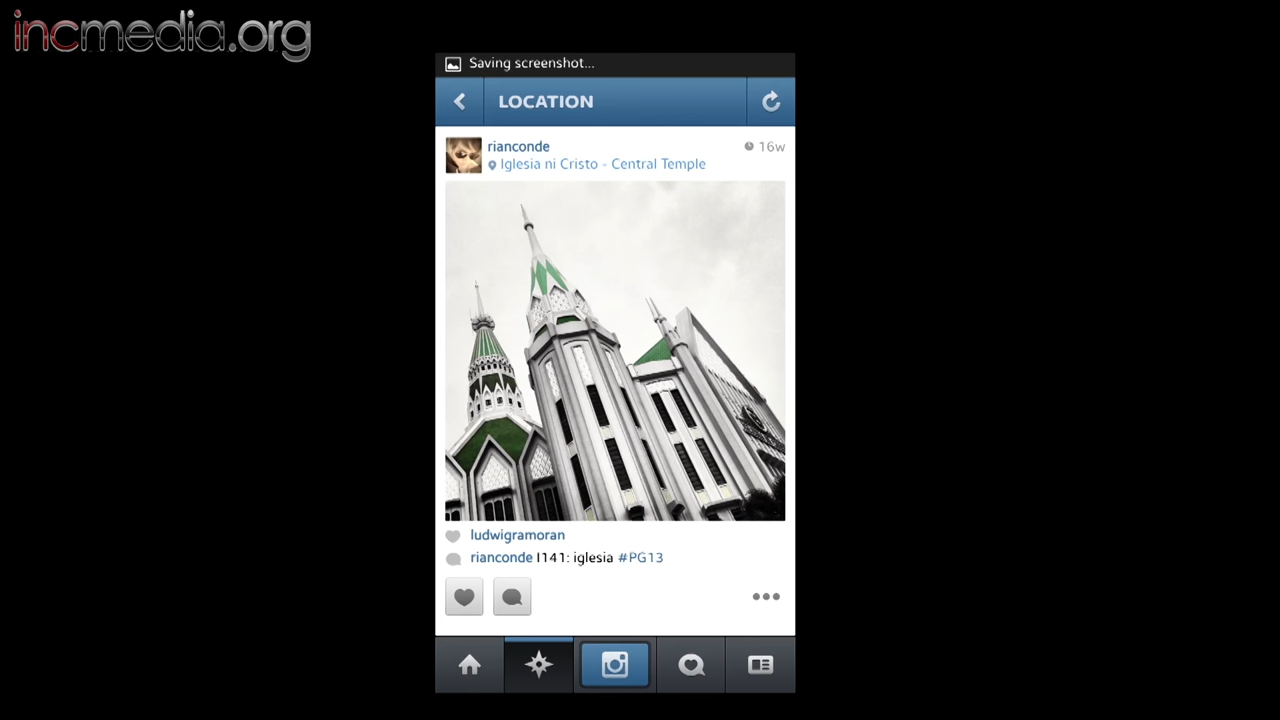 incmedia.org
Saving screenshot...
LOCATION
rianconde
16w
Iglesia ni Cristo - Central Temple
ludwigramoran
rianconde I141: iglesia #PG13